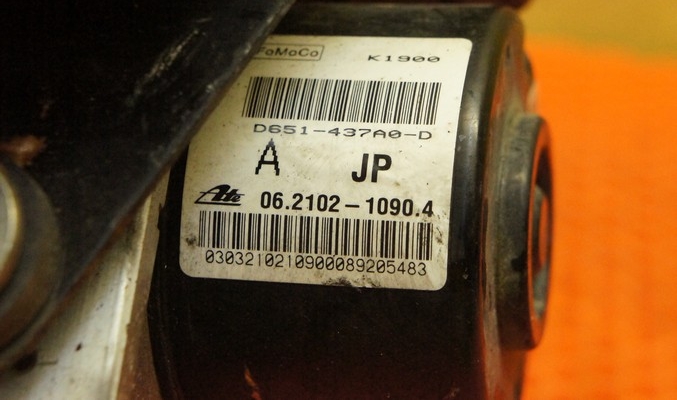 FoMoCo K1900
D651-437A0-D
A JP
Ate 06.2102-1090.4
0303210210900089205483